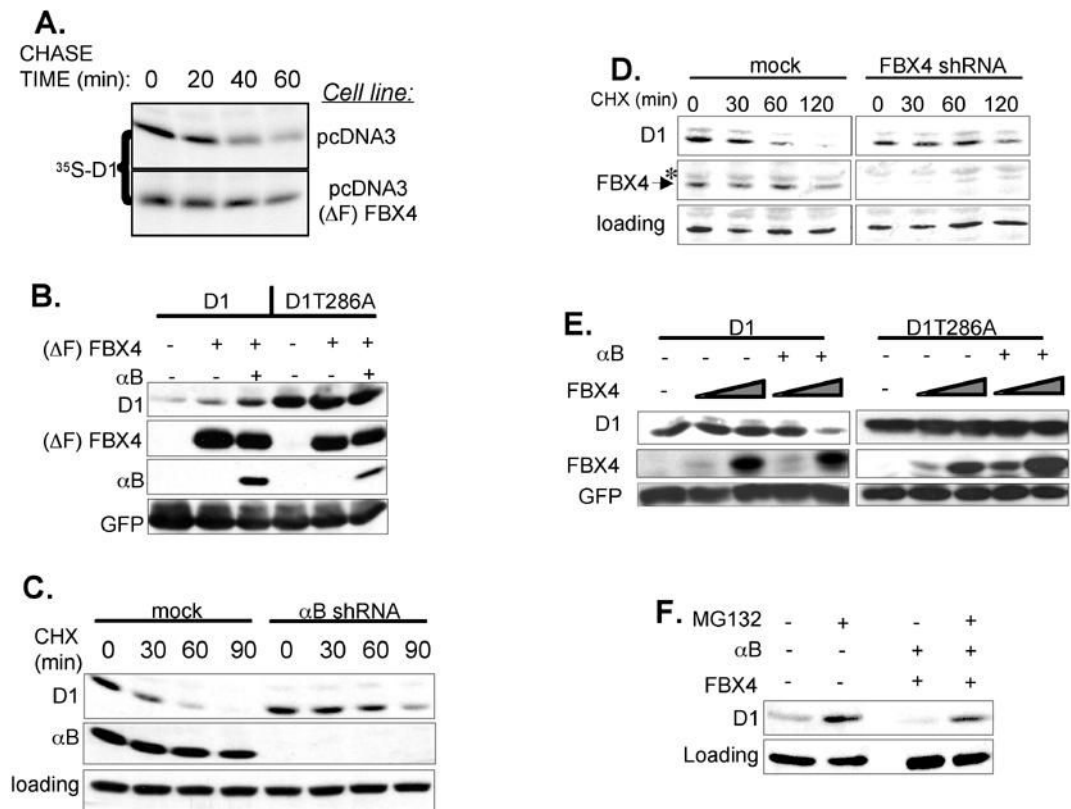 A.
CHASE
TIME (min): 0 20 40 60
Cell line:
³⁵S-D1
pcDNA3
pcDNA3
(ΔF) FBX4
B.
D1 D1T286A
(ΔF) FBX4 - + + - + +
αB - - + - - +
D1
(ΔF) FBX4
αB
GFP
C.
mock αB shRNA
CHX
(min) 0 30 60 90 0 30 60 90
D1
αB
loading
D.
mock FBX4 shRNA
CHX (min) 0 30 60 120 0 30 60 120
D1
*
FBX4
loading
E.
D1 D1T286A
αB - - - + + - - - + +
FBX4 - -
D1
FBX4
GFP
F.
MG132 - + - +
αB - - + +
FBX4 - - + +
D1
Loading